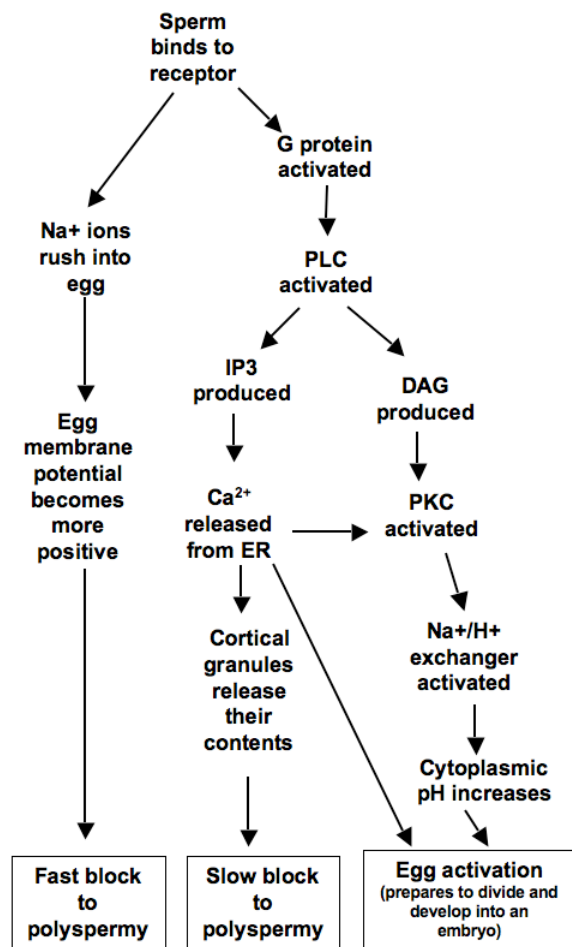 Sperm
binds to
receptor
G protein
activated
Na+ ions
rush into
egg
PLC
activated
IP3
produced
DAG
produced
Egg
membrane
potential
becomes
more
positive
Ca²⁺
released
from ER
PKC
activated
Cortical
granules
release
their
contents
Na+/H+
exchanger
activated
Cytoplasmic
pH increases
Fast block
to
polyspermy
Slow block
to
polyspermy
Egg activation
(prepares to divide and
develop into an
embryo)